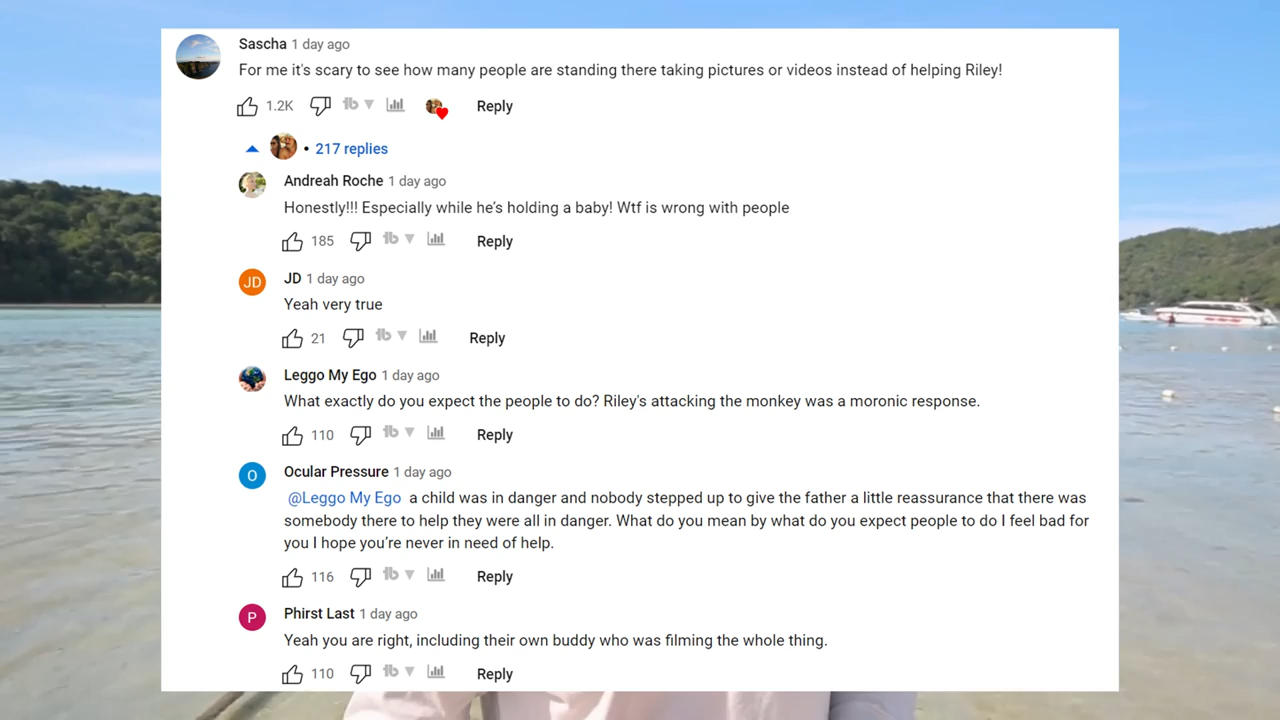 Sascha 1 day ago
For me it's scary to see how many people are standing there taking pictures or videos instead of helping Riley!
1.2K tb Reply
217 replies
Andreah Roche 1 day ago
Honestly!!! Especially while he’s holding a baby! Wtf is wrong with people
185 tb Reply
JD
JD 1 day ago
Yeah very true
21 tb Reply
Leggo My Ego 1 day ago
What exactly do you expect the people to do? Riley's attacking the monkey was a moronic response.
110 tb Reply
O
Ocular Pressure 1 day ago
@Leggo My Ego a child was in danger and nobody stepped up to give the father a little reassurance that there was
somebody there to help they were all in danger. What do you mean by what do you expect people to do I feel bad for
you I hope you’re never in need of help.
116 tb Reply
P
Phirst Last 1 day ago
Yeah you are right, including their own buddy who was filming the whole thing.
110 tb Reply